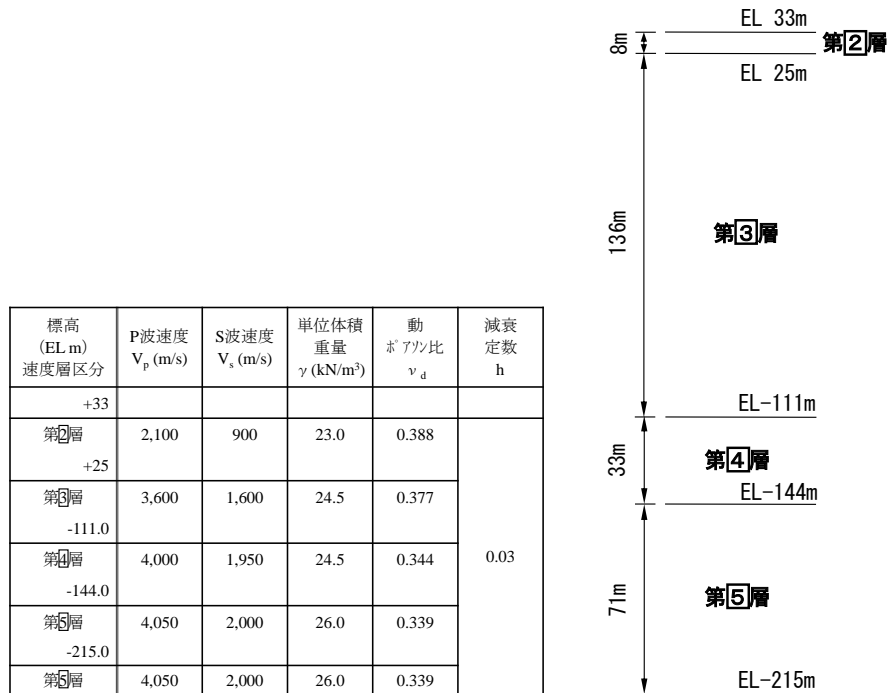 標高
(EL m)
速度層区分
P波速度
Vp (m/s)
S波速度
Vs (m/s)
単位体積
重量
γ (kN/m³)
動
ﾎﾟｱｿﾝ比
νd
減衰
定数
h
+33
第2層 2,100 900 23.0 0.388
+25
第3層 3,600 1,600 24.5 0.377
-111.0
第4層 4,000 1,950 24.5 0.344 0.03
-144.0
第5層 4,050 2,000 26.0 0.339
-215.0
第5層 4,050 2,000 26.0 0.339
EL 33m
8m
第2層
EL 25m
136m
第3層
EL-111m
33m
第4層
EL-144m
71m
第5層
EL-215m